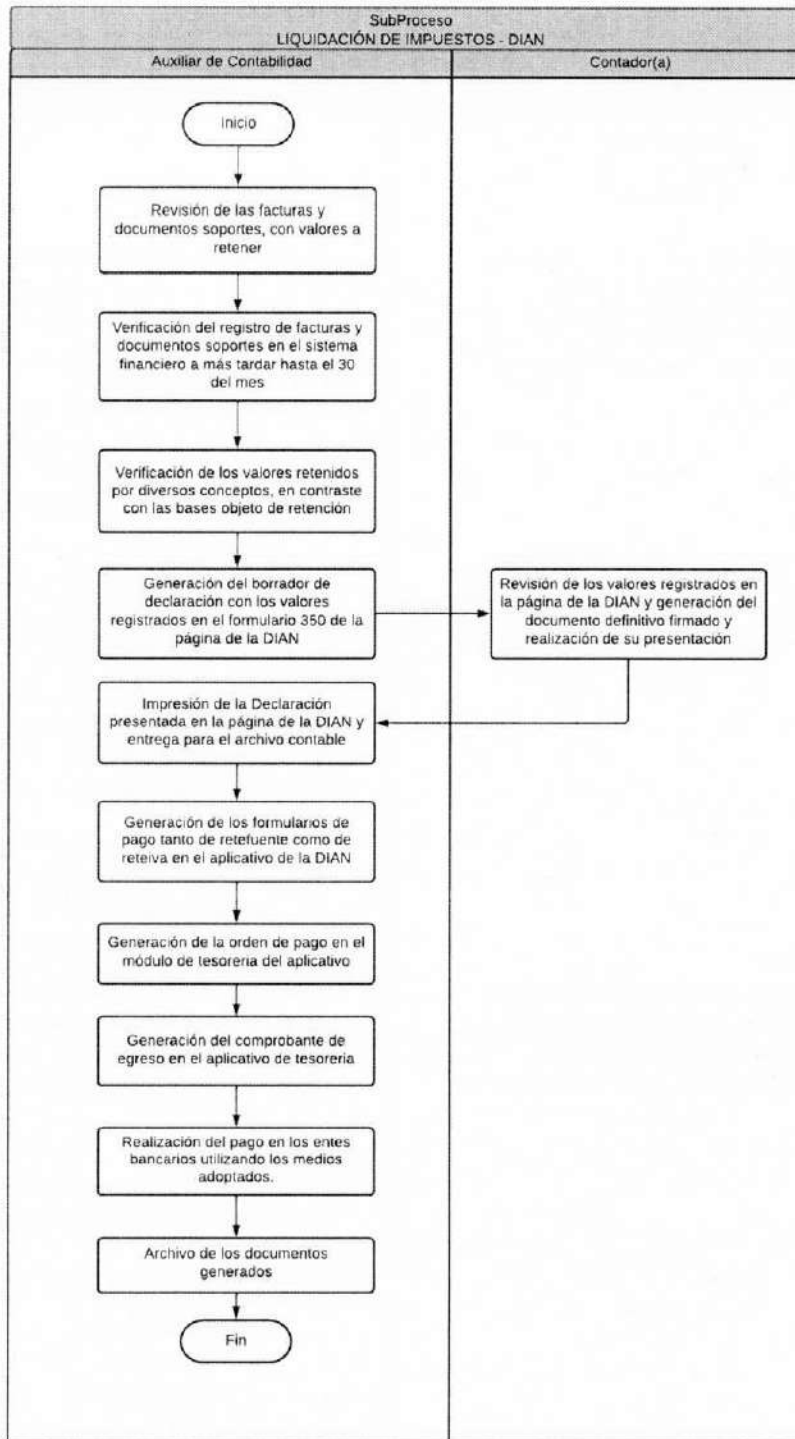 SubProceso
LIQUIDACIÓN DE IMPUESTOS - DIAN
Auxiliar de Contabilidad
Contador(a)
Inicio
Revisión de las facturas y
documentos soportes, con valores a
retener
Verificación del registro de facturas y
documentos soportes en el sistema
financiero a más tardar hasta el 30
del mes
Verificación de los valores retenidos
por diversos conceptos, en contraste
con las bases objeto de retención
Generación del borrador de
declaración con los valores
registrados en el formulario 350 de la
página de la DIAN
Revisión de los valores registrados en
la página de la DIAN y generación del
documento definitivo firmado y
realización de su presentación
Impresión de la Declaración
presentada en la página de la DIAN y
entrega para el archivo contable
Generación de los formularios de
pago tanto de retefuente como de
reteiva en el aplicativo de la DIAN
Generación de la orden de pago en el
módulo de tesoreria del aplicativo
Generación del comprobante de
egreso en el aplicativo de tesoreria
Realización del pago en los entes
bancarios utilizando los medios
adoptados.
Archivo de los documentos
generados
Fin